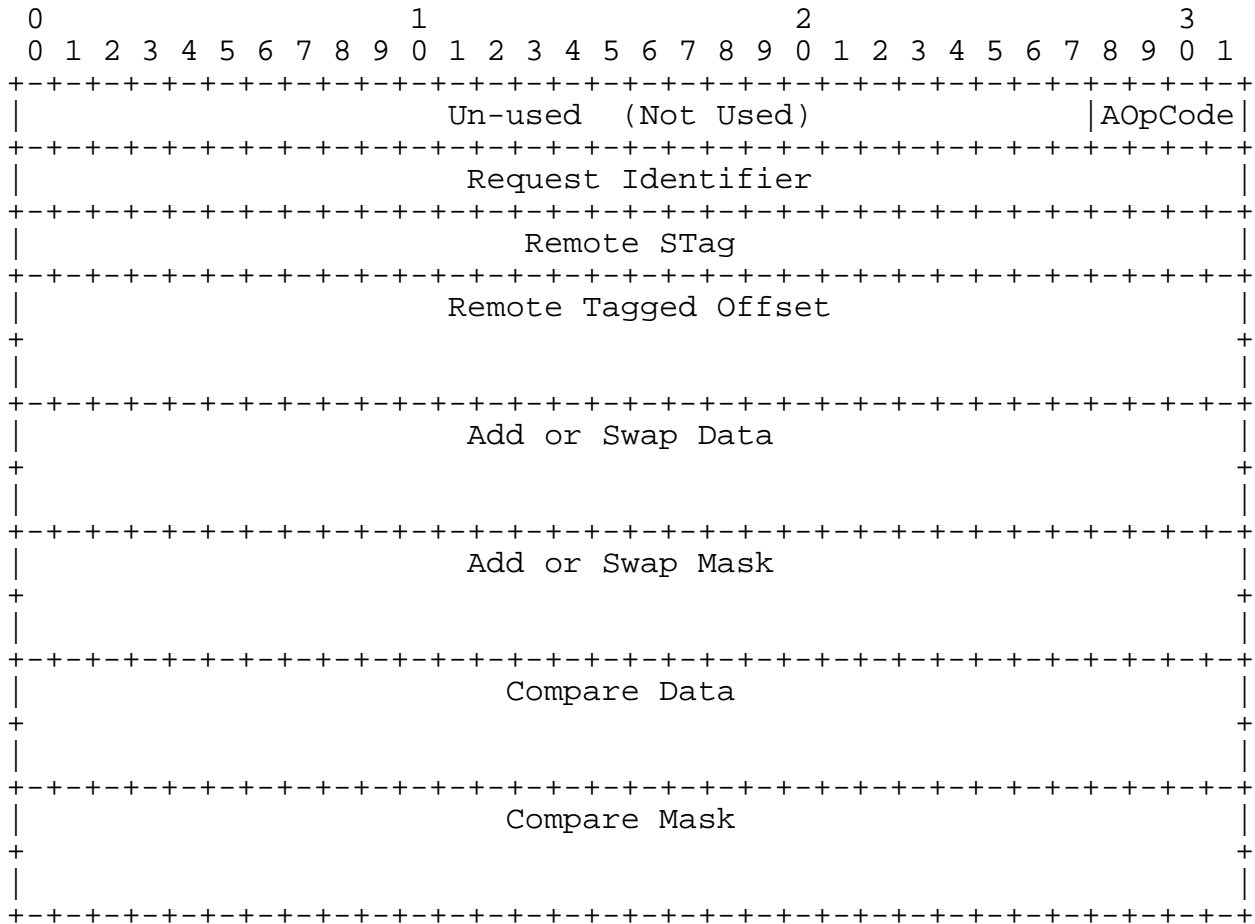 0                   1                   2                   3
 0 1 2 3 4 5 6 7 8 9 0 1 2 3 4 5 6 7 8 9 0 1 2 3 4 5 6 7 8 9 0 1
+-+-+-+-+-+-+-+-+-+-+-+-+-+-+-+-+-+-+-+-+-+-+-+-+-+-+-+-+-+-+-+-+
|                      Un-used  (Not Used)              |AOpCode|
+-+-+-+-+-+-+-+-+-+-+-+-+-+-+-+-+-+-+-+-+-+-+-+-+-+-+-+-+-+-+-+-+
|                       Request Identifier                      |
+-+-+-+-+-+-+-+-+-+-+-+-+-+-+-+-+-+-+-+-+-+-+-+-+-+-+-+-+-+-+-+-+
|                          Remote STag                          |
+-+-+-+-+-+-+-+-+-+-+-+-+-+-+-+-+-+-+-+-+-+-+-+-+-+-+-+-+-+-+-+-+
|                      Remote Tagged Offset                     |
+                                                               +
|                                                               |
+-+-+-+-+-+-+-+-+-+-+-+-+-+-+-+-+-+-+-+-+-+-+-+-+-+-+-+-+-+-+-+-+
|                       Add or Swap Data                        |
+                                                               +
|                                                               |
+-+-+-+-+-+-+-+-+-+-+-+-+-+-+-+-+-+-+-+-+-+-+-+-+-+-+-+-+-+-+-+-+
|                       Add or Swap Mask                        |
+                                                               +
|                                                               |
+-+-+-+-+-+-+-+-+-+-+-+-+-+-+-+-+-+-+-+-+-+-+-+-+-+-+-+-+-+-+-+-+
|                         Compare Data                          |
+                                                               +
|                                                               |
+-+-+-+-+-+-+-+-+-+-+-+-+-+-+-+-+-+-+-+-+-+-+-+-+-+-+-+-+-+-+-+-+
|                         Compare Mask                          |
+                                                               +
|                                                               |
+-+-+-+-+-+-+-+-+-+-+-+-+-+-+-+-+-+-+-+-+-+-+-+-+-+-+-+-+-+-+-+-+